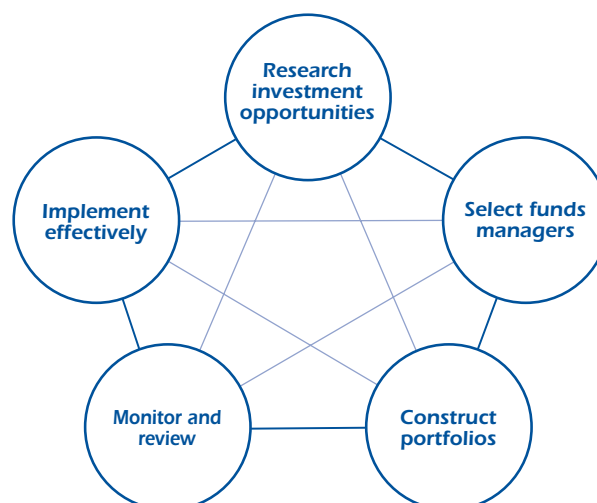 Research
investment
opportunities
Select funds
managers
Construct
portfolios
Monitor and
review
Implement
effectively